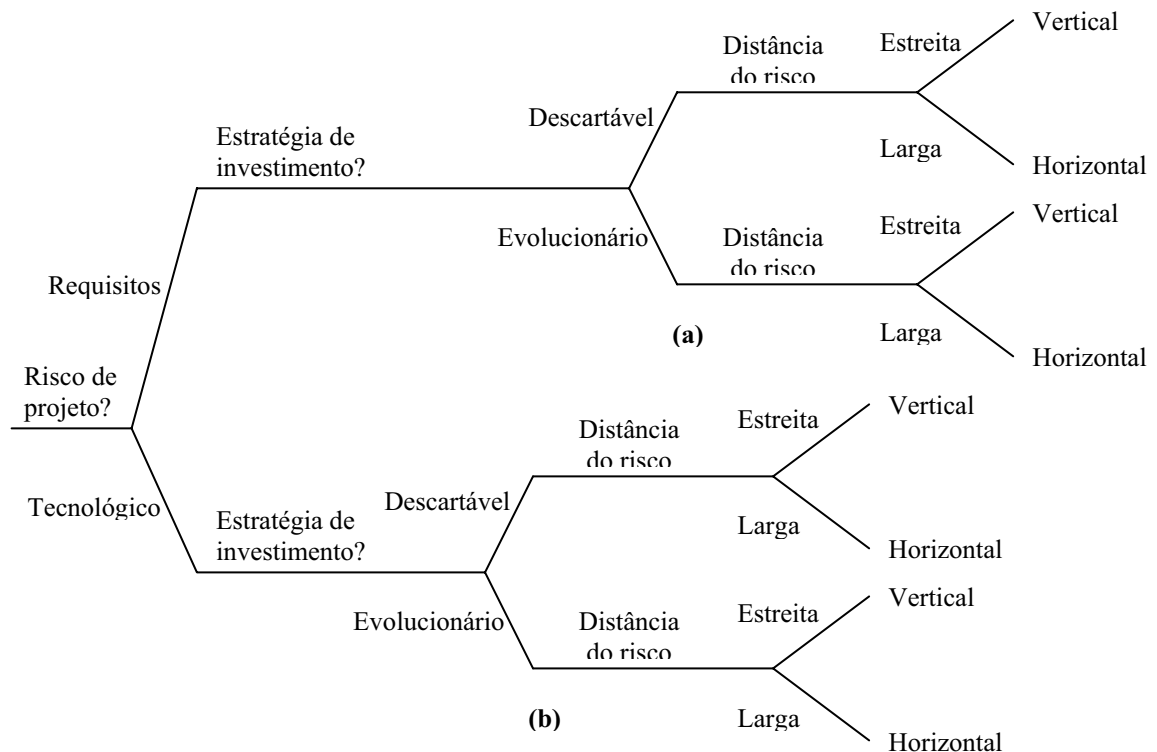 Vertical
Distância
do risco
Estreita
Descartável
Estratégia de
investimento?
Larga
Horizontal
Vertical
Evolucionário
Distância
do risco
Estreita
Requisitos
(a)
Larga
Horizontal
Risco de
projeto?
Vertical
Distância
do risco
Estreita
Tecnológico
Descartável
Estratégia de
investimento?
Larga
Horizontal
Vertical
Evolucionário
Distância
do risco
Estreita
(b)
Larga
Horizontal